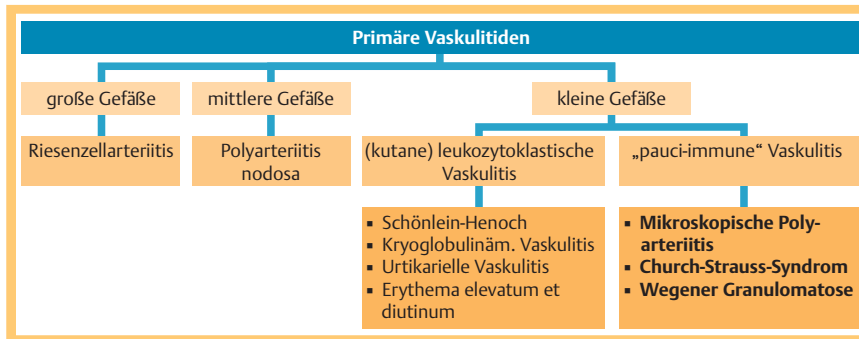 Primäre Vaskulitiden
große Gefäße
mittlere Gefäße
kleine Gefäße
Riesenzellarteriitis
Polyarteriitis
nodosa
(kutane) leukozytoklastische
Vaskulitis
„pauci-immune“ Vaskulitis
▪ Schönlein-Henoch
▪ Kryoglobulinäm. Vaskulitis
▪ Urtikarielle Vaskulitis
▪ Erythema elevatum et
diutinum
▪ Mikroskopische Poly-
arteriitis
▪ Church-Strauss-Syndrom
▪ Wegener Granulomatose